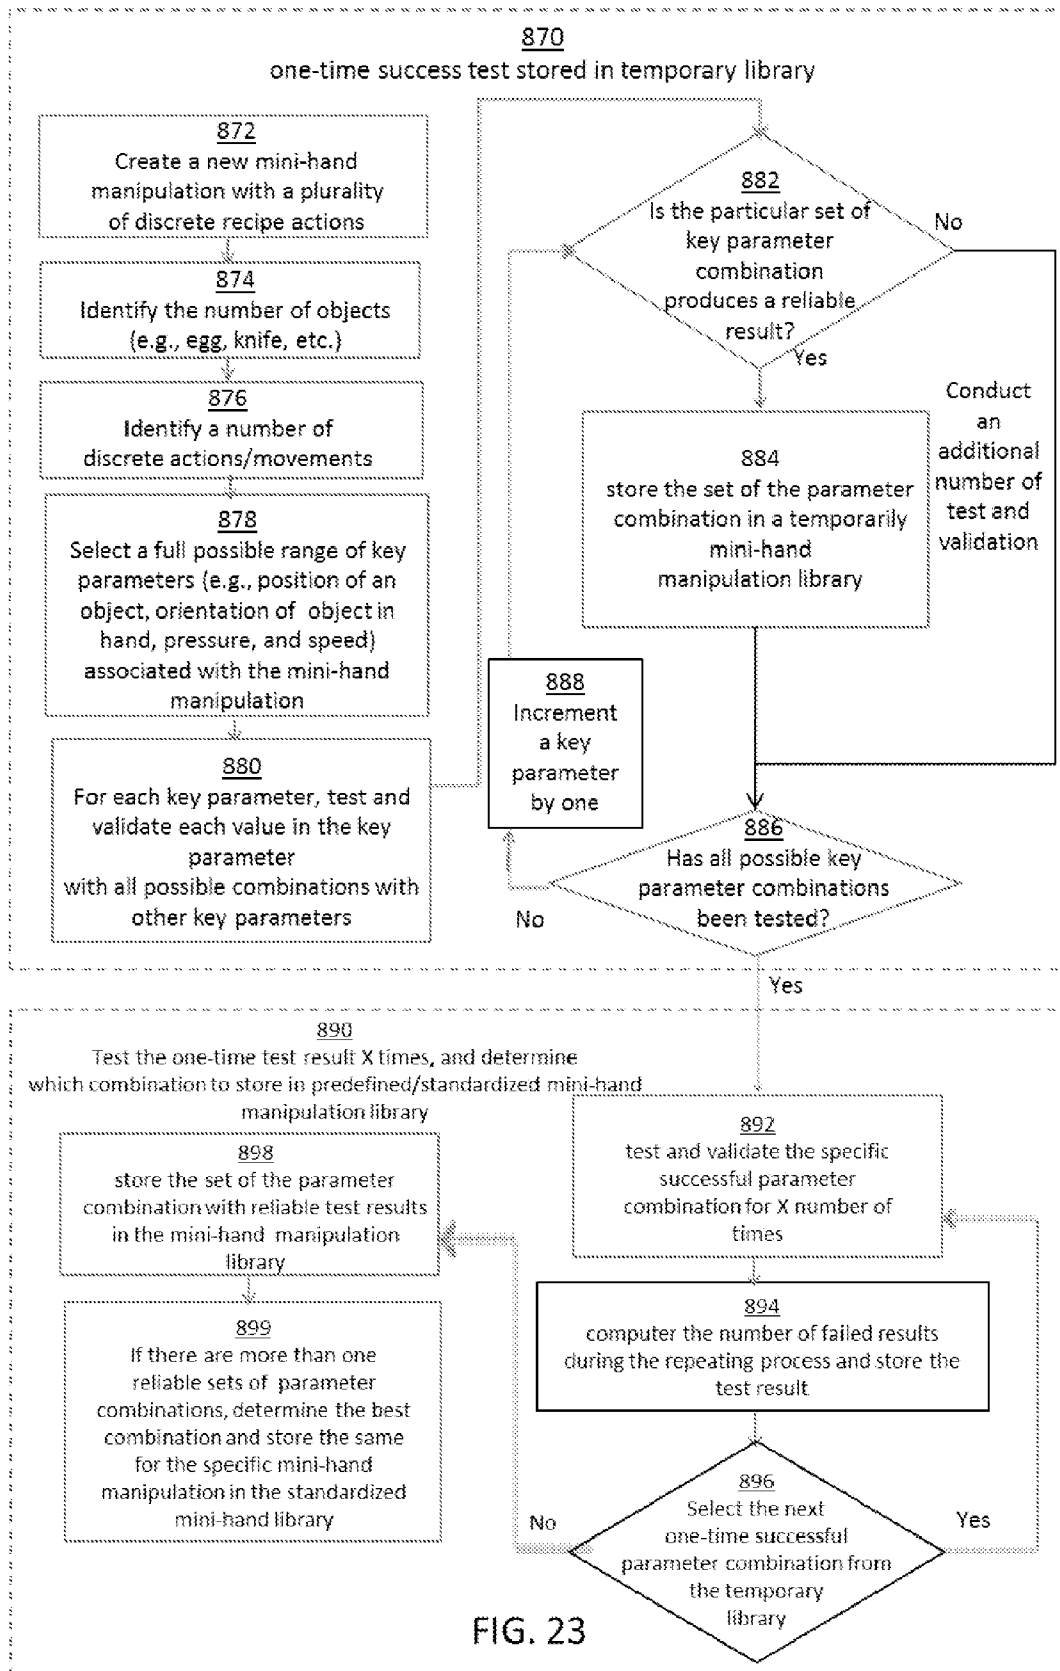 870
one-time success test stored in temporary library
872
Create a new mini-hand
manipulation with a plurality
of discrete recipe actions
874
Identify the number of objects
(e.g., egg, knife, etc.)
876
Identify a number of
discrete actions/movements
878
Select a full possible range of key
parameters (e.g., position of an
object, orientation of object in
hand, pressure, and speed)
associated with the mini-hand
manipulation
880
For each key parameter, test and
validate each value in the key
parameter
with all possible combinations with
other key parameters
882
Is the particular set of
key parameter
combination
produces a reliable
result?
No
Yes
Conduct
an
additional
number of
test and
validation
884
store the set of the parameter
combination in a temporarily
mini-hand
manipulation library
888
Increment
a key
parameter
by one
886
Has all possible key
parameter combinations
been tested?
No
Yes
890
Test the one-time test result X times, and determine
which combination to store in predefined/standardized mini-hand
manipulation library
892
test and validate the specific
successful parameter
combination for X number of
times
894
computer the number of failed results
during the repeating process and store the
test result
896
Select the next
one-time successful
parameter combination from
the temporary
library
No
Yes
898
store the set of the parameter
combination with reliable test results
in the mini-hand manipulation
library
899
If there are more than one
reliable sets of parameter
combinations, determine the best
combination and store the same
for the specific mini-hand
manipulation in the standardized
mini-hand library
FIG. 23